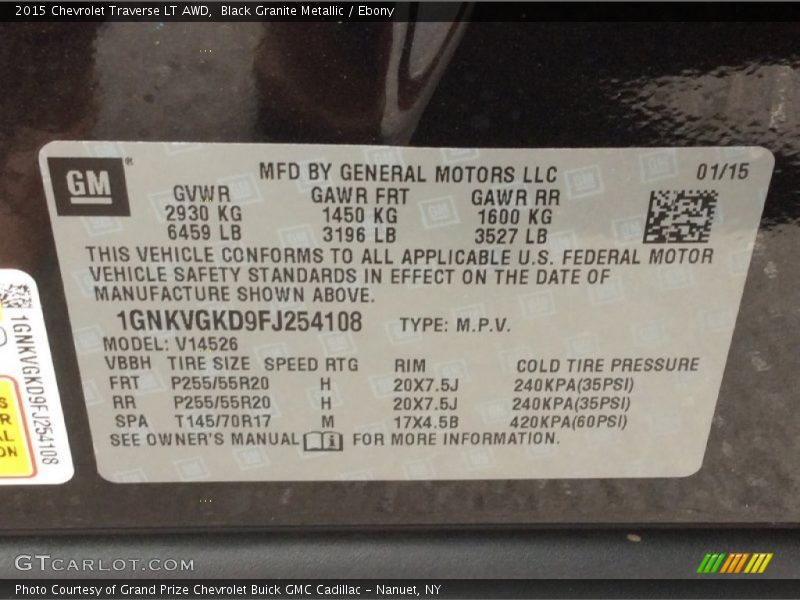 2015 Chevrolet Traverse LT AWD, Black Granite Metallic / Ebony
GM®
MFD BY GENERAL MOTORS LLC 01/15
GVWR GAWR FRT GAWR RR
2930 KG 1450 KG 1600 KG
6459 LB 3196 LB 3527 LB
THIS VEHICLE CONFORMS TO ALL APPLICABLE U.S. FEDERAL MOTOR
VEHICLE SAFETY STANDARDS IN EFFECT ON THE DATE OF
MANUFACTURE SHOWN ABOVE.
1GNKVGKD9FJ254108 TYPE: M.P.V.
MODEL: V14526
VBBH TIRE SIZE SPEED RTG RIM COLD TIRE PRESSURE
FRT P255/55R20 H 20X7.5J 240KPA(35PSI)
RR P255/55R20 H 20X7.5J 240KPA(35PSI)
SPA T145/70R17 M 17X4.5B 420KPA(60PSI)
SEE OWNER'S MANUAL FOR MORE INFORMATION.
1GNKVGKD9FJ254108
GTCARLOT.COM
Photo Courtesy of Grand Prize Chevrolet Buick GMC Cadillac - Nanuet, NY